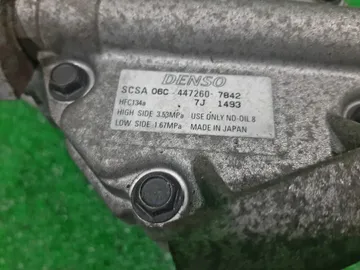 DENSO
SCSA 06C 447260-7842
HFC134a 7J 1493
HIGH SIDE 3.53MPa USE ONLY ND-OIL 8
LOW SIDE 1.67MPa MADE IN JAPAN